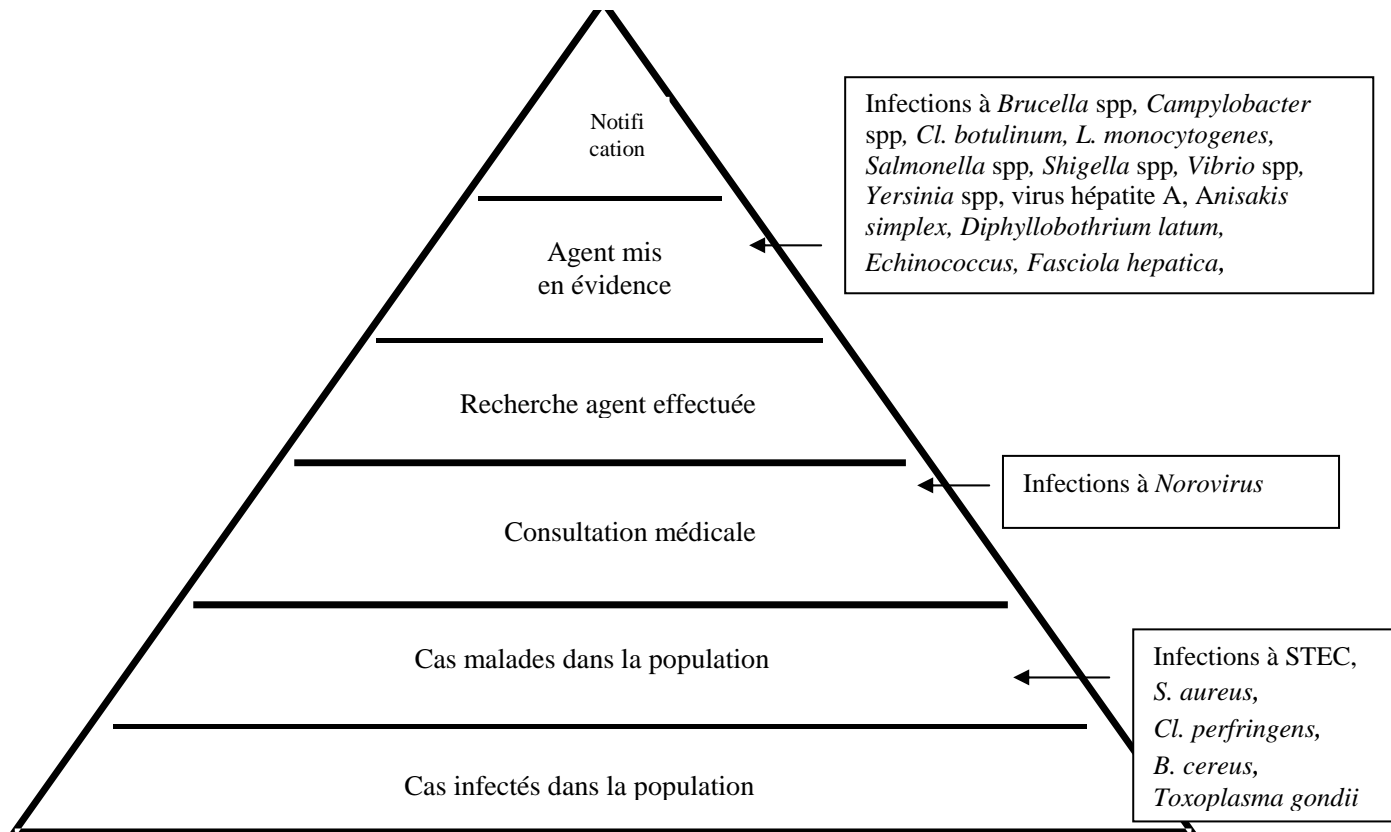 Notifi
cation
Infections à Brucella spp, Campylobacter
spp, Cl. botulinum, L. monocytogenes,
Salmonella spp, Shigella spp, Vibrio spp,
Yersinia spp, virus hépatite A, Anisakis
simplex, Diphyllobothrium latum,
Echinococcus, Fasciola hepatica,
Agent mis
en évidence
Recherche agent effectuée
Infections à Norovirus
Consultation médicale
Cas malades dans la population
Infections à STEC,
S. aureus,
Cl. perfringens,
B. cereus,
Toxoplasma gondii
Cas infectés dans la population